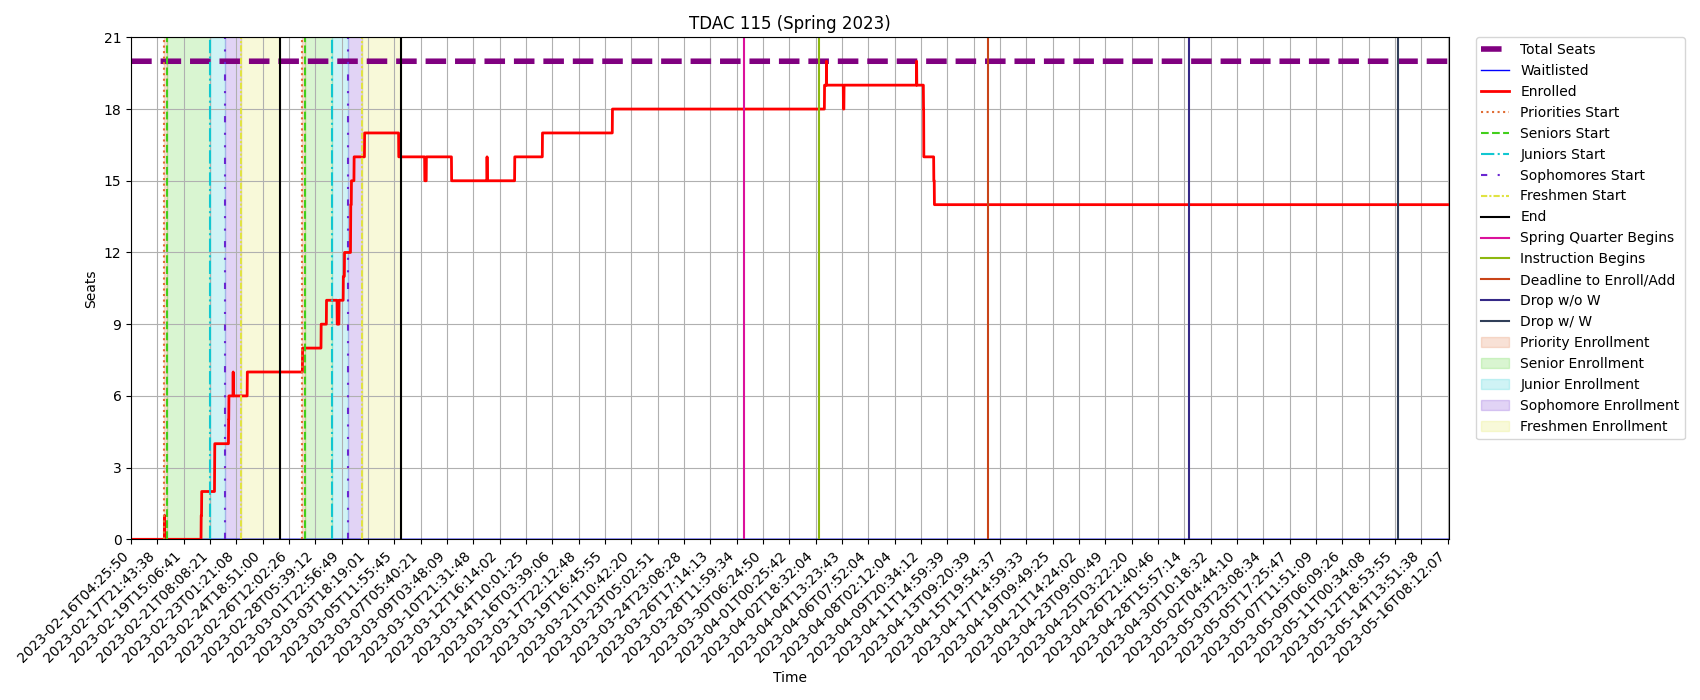 TDAC 115 (Spring 2023)
21
18
15
12
9
6
3
0
Seats
2023-02-16T04:25:50
2023-02-17T21:43:38
2023-02-19T15:06:41
2023-02-21T08:08:21
2023-02-23T01:21:08
2023-02-24T18:51:00
2023-02-26T12:02:26
2023-02-28T05:39:12
2023-03-01T22:56:49
2023-03-03T18:19:01
2023-03-05T11:55:45
2023-03-07T05:40:21
2023-03-09T03:48:09
2023-03-12T16:31:48
2023-03-14T10:14:02
2023-03-14T10:01:25
2023-03-16T03:39:06
2023-03-17T22:12:48
2023-03-19T16:45:55
2023-03-21T10:42:20
2023-03-23T05:02:51
2023-03-24T23:08:28
2023-03-26T17:14:13
2023-03-28T11:59:34
2023-03-30T06:24:50
2023-04-01T00:25:42
2023-04-02T18:32:04
2023-04-04T13:23:43
2023-04-06T07:52:04
2023-04-08T02:12:04
2023-04-09T20:34:12
2023-04-11T14:59:39
2023-04-13T09:20:39
2023-04-15T19:54:37
2023-04-17T14:59:33
2023-04-19T09:49:25
2023-04-21T14:24:02
2023-04-23T09:00:49
2023-04-25T03:22:20
2023-04-26T21:40:46
2023-04-28T15:57:14
2023-04-30T10:18:32
2023-05-02T04:44:10
2023-05-03T23:08:34
2023-05-05T17:25:47
2023-05-07T11:51:09
2023-05-09T06:09:26
2023-05-11T00:34:08
2023-05-12T18:53:55
2023-05-14T13:51:38
2023-05-16T08:12:07
Time
Total Seats
Waitlisted
Enrolled
Priorities Start
Seniors Start
Juniors Start
Sophomores Start
Freshmen Start
End
Spring Quarter Begins
Instruction Begins
Deadline to Enroll/Add
Drop w/o W
Drop w/ W
Priority Enrollment
Senior Enrollment
Junior Enrollment
Sophomore Enrollment
Freshmen Enrollment